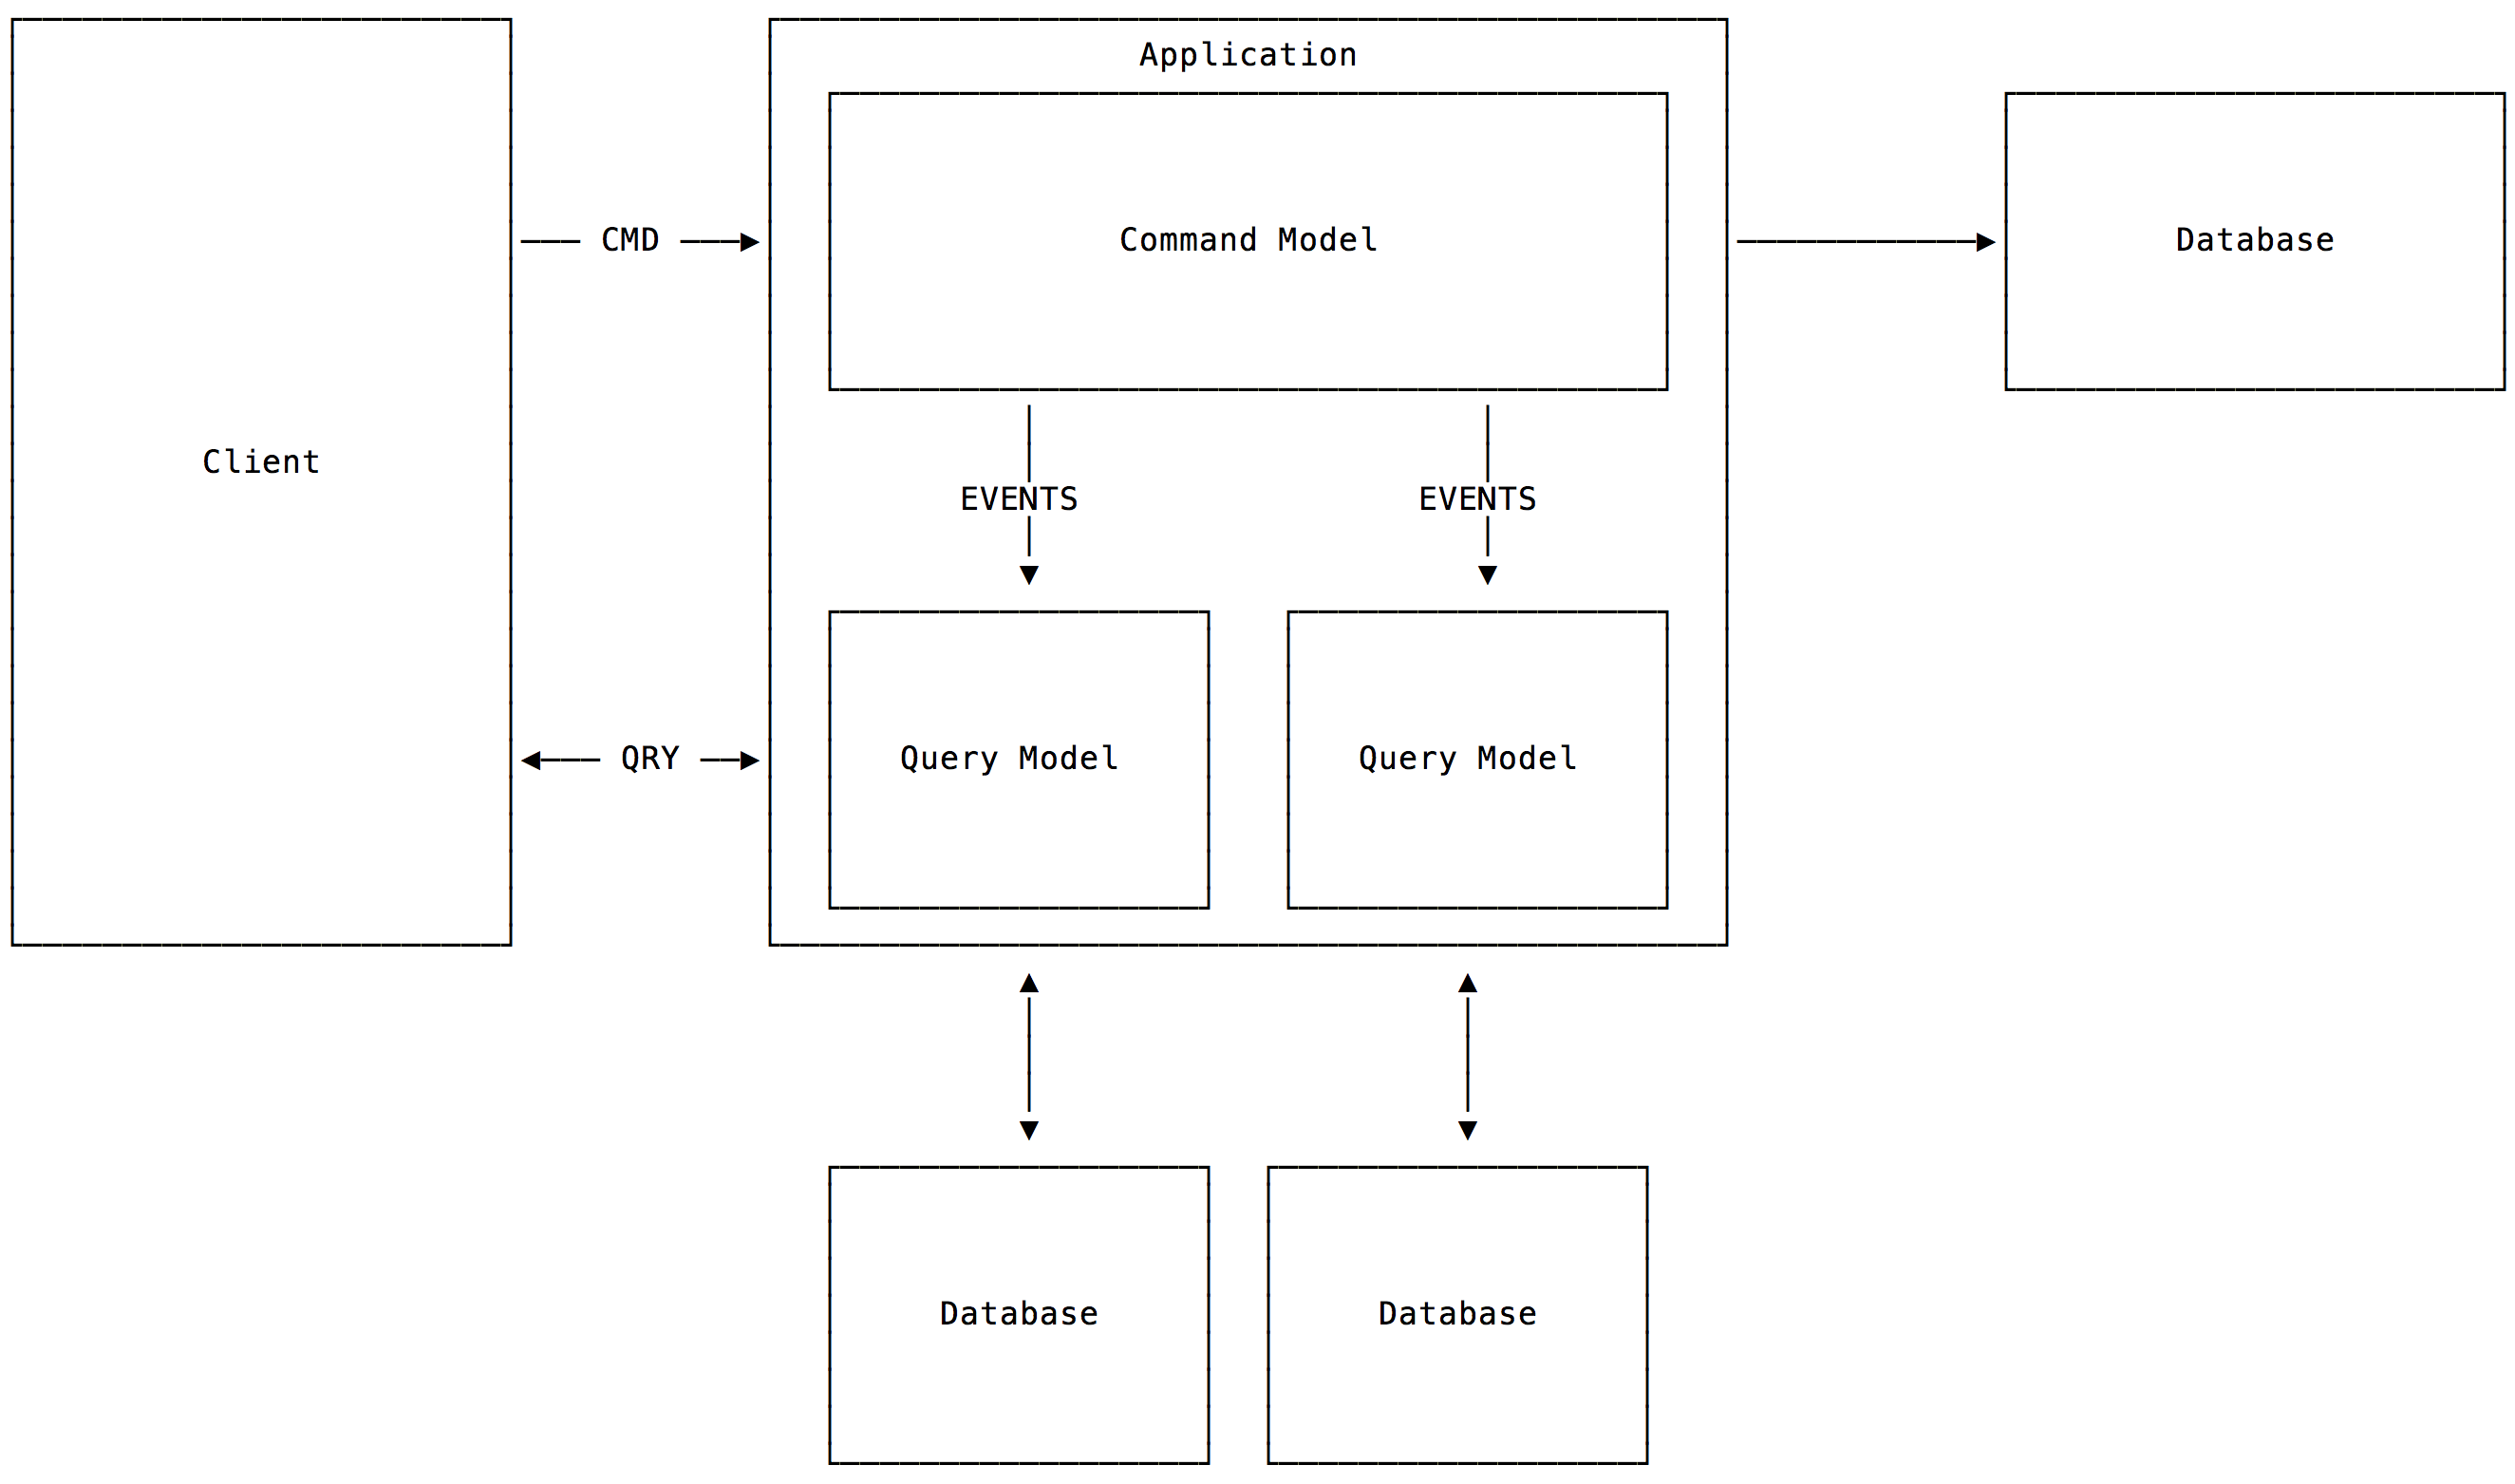 Application
CMD
Command Model
Database
Client
EVENTS
EVENTS
QRY
Query Model
Query Model
Database
Database